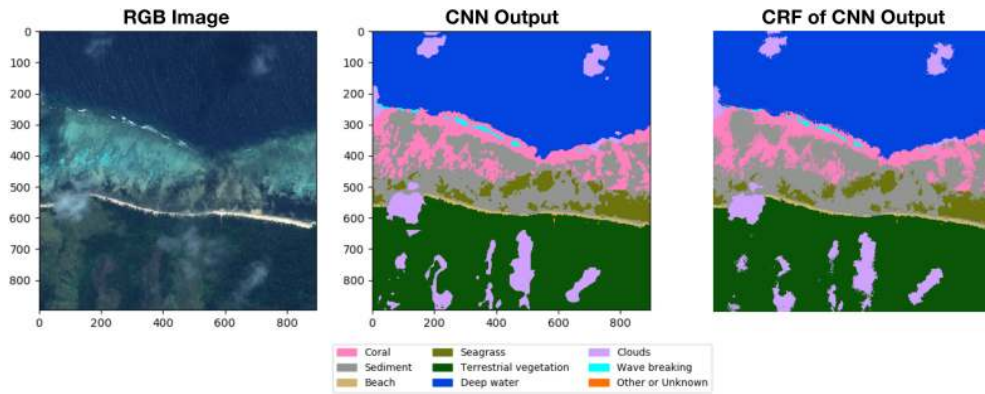 RGB Image
CNN Output
CRF of CNN Output
0
100
200
300
400
500
600
700
800
0 200 400 600 800
0
100
200
300
400
500
600
700
800
0 200 400 600 800
Coral Seagrass Clouds
Sediment Terrestrial vegetation Wave breaking
Beach Deep water Other or Unknown